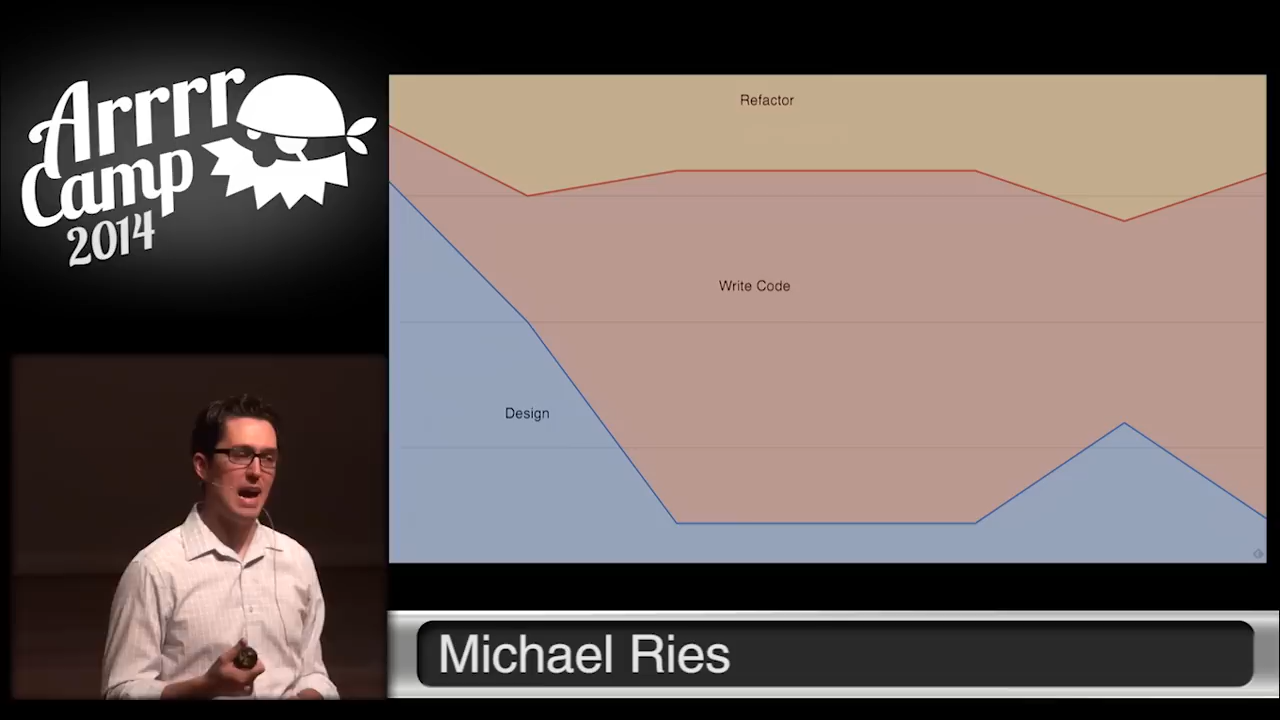 Arrrr
Camp
2014
Refactor
Write Code
Design
Michael Ries